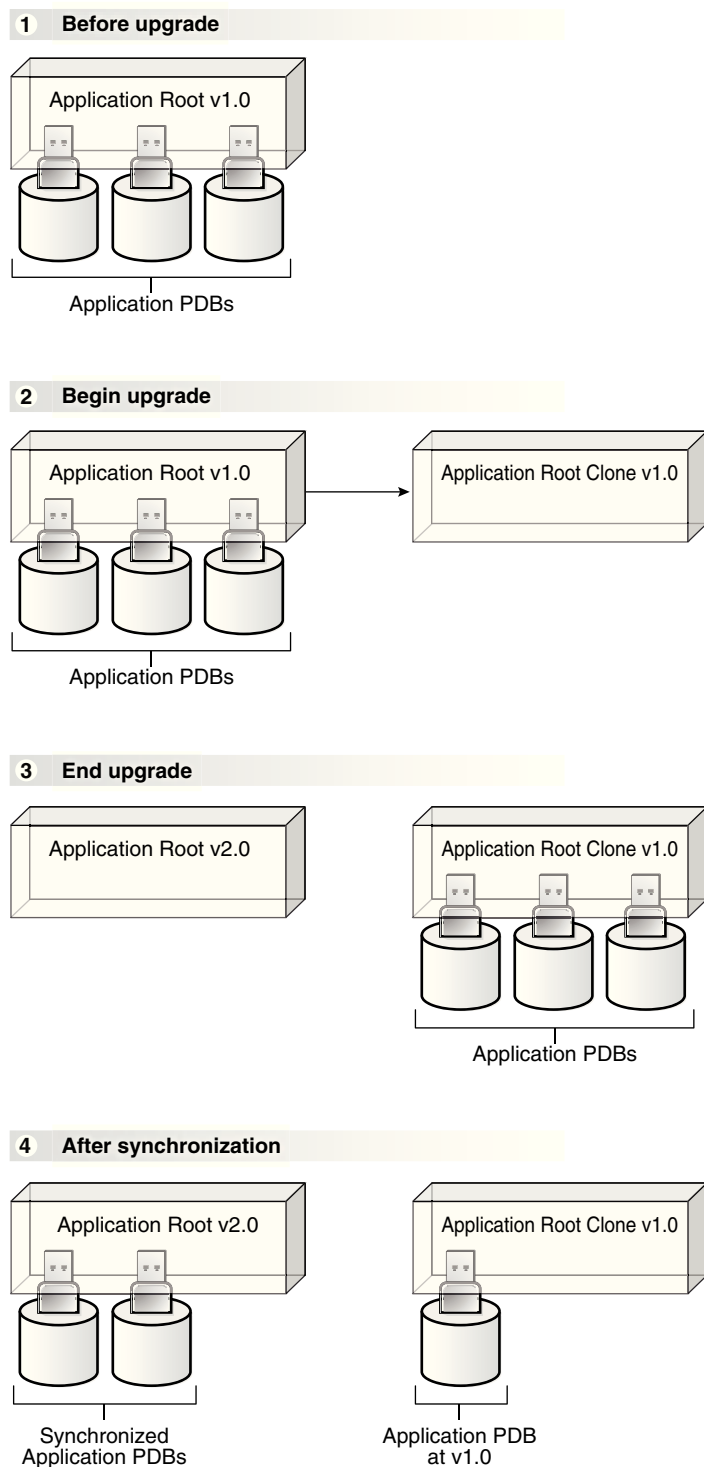 1 Before upgrade
Application Root v1.0
Application PDBs
2 Begin upgrade
Application Root v1.0
Application Root Clone v1.0
Application PDBs
3 End upgrade
Application Root v2.0
Application Root Clone v1.0
Application PDBs
4 After synchronization
Application Root v2.0
Application Root Clone v1.0
Synchronized
Application PDBs
Application PDB
at v1.0